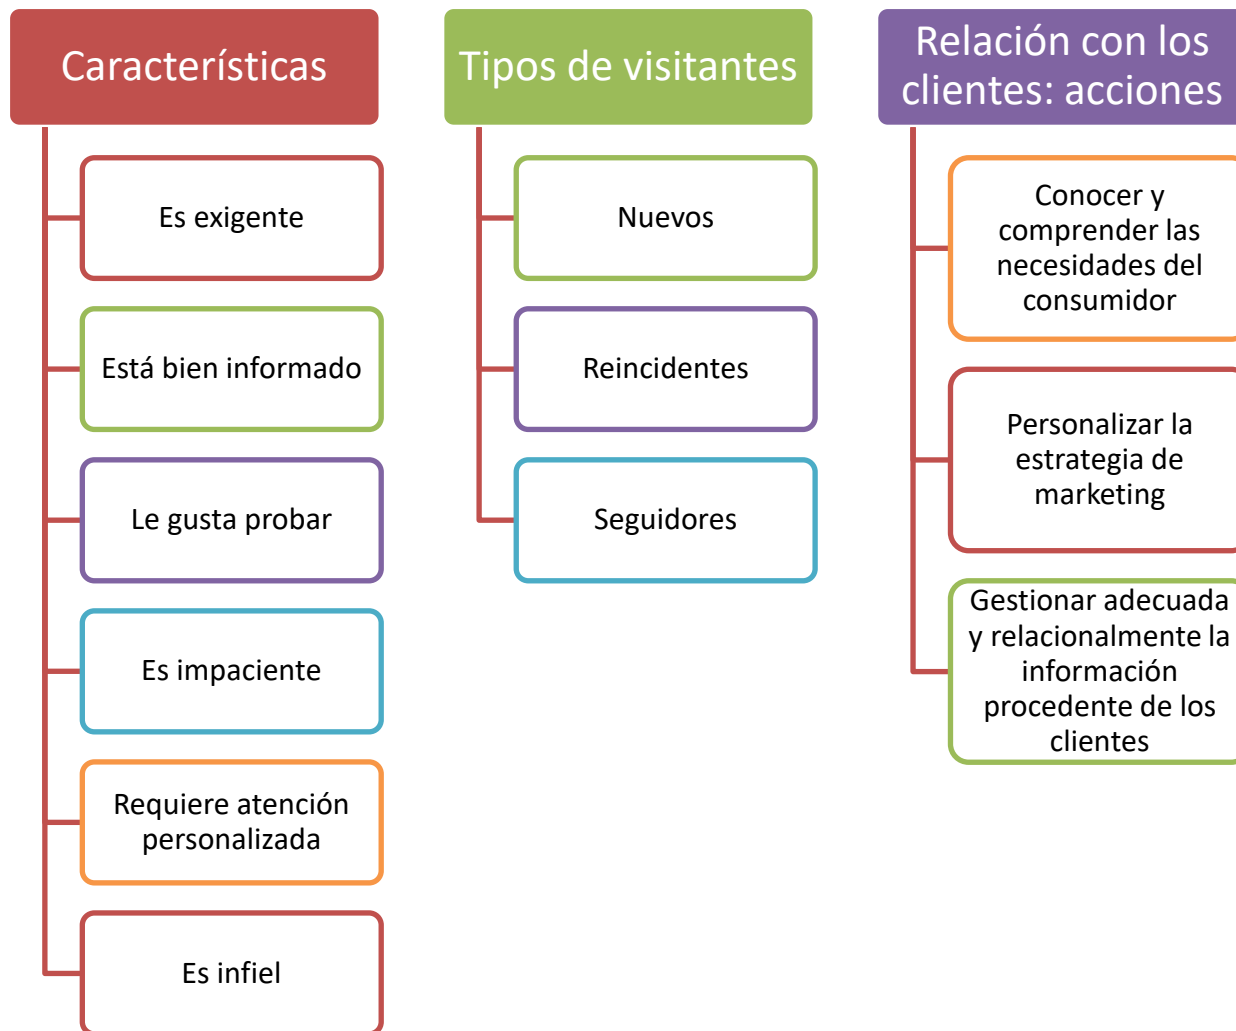 Características
Es exigente
Está bien informado
Le gusta probar
Es impaciente
Requiere atención
personalizada
Es infiel
Tipos de visitantes
Nuevos
Reincidentes
Seguidores
Relación con los
clientes: acciones
Conocer y
comprender las
necesidades del
consumidor
Personalizar la
estrategia de
marketing
Gestionar adecuada
y relacionalmente la
información
procedente de los
clientes